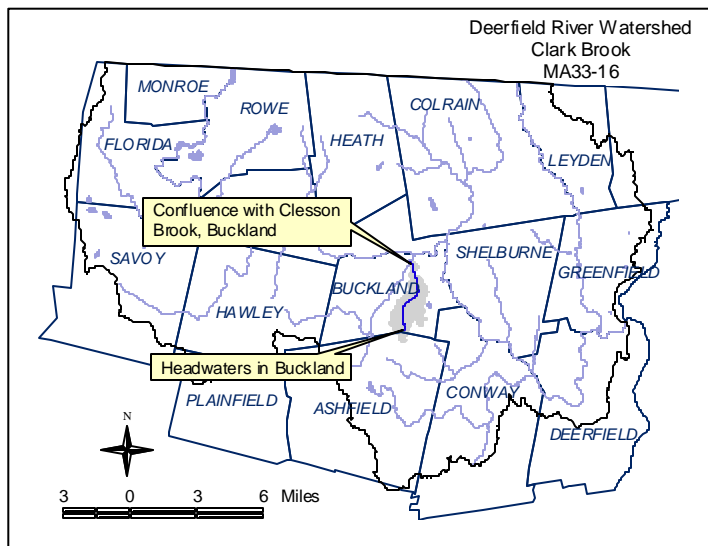 Deerfield River Watershed
Clark Brook
MA33-16
MONROE
ROWE
COLRAIN
HEATH
FLORIDA
LEYDEN
Confluence with Clesson
Brook, Buckland
SAVOY
SHELBURNE
GREENFIELD
BUCKLAND
HAWLEY
Headwaters in Buckland
PLAINFIELD
ASHFIELD
CONWAY
DEERFIELD
N
3 0 3 6 Miles